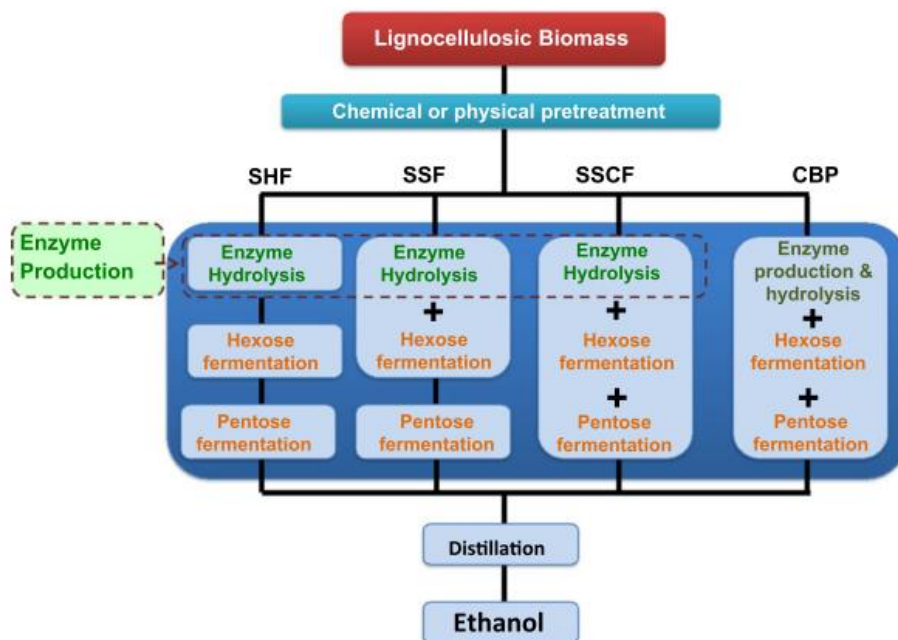 Lignocellulosic Biomass
Chemical or physical pretreatment
SHF
SSF
SSCF
CBP
Enzyme
Production
Enzyme
Hydrolysis
Hexose
fermentation
Pentose
fermentation
Enzyme
Hydrolysis
+
Hexose
fermentation
Pentose
fermentation
Enzyme
Hydrolysis
+
Hexose
fermentation
+
Pentose
fermentation
Enzyme
production &
hydrolysis
+
Hexose
fermentation
+
Pentose
fermentation
Distillation
Ethanol